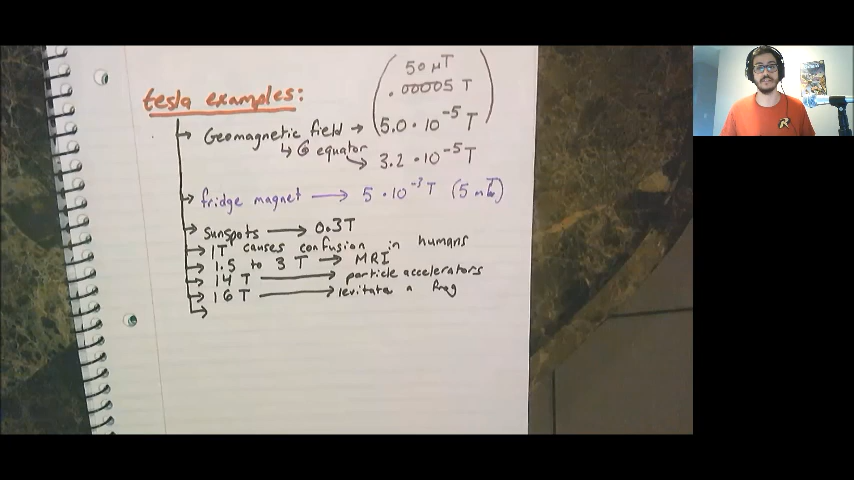 50 µT
.00005 T
tesla examples:
Geomagnetic field → 5.0 · 10⁻⁵ T
↳ @ equator → 3.2 · 10⁻⁵ T
fridge magnet → 5 · 10⁻³ T (5 mT)
Sunspots → 0.3T
1T causes confusion in humans
1.5 to 3 T → MRI
14 T → particle accelerators
16 T → levitate a frog
R